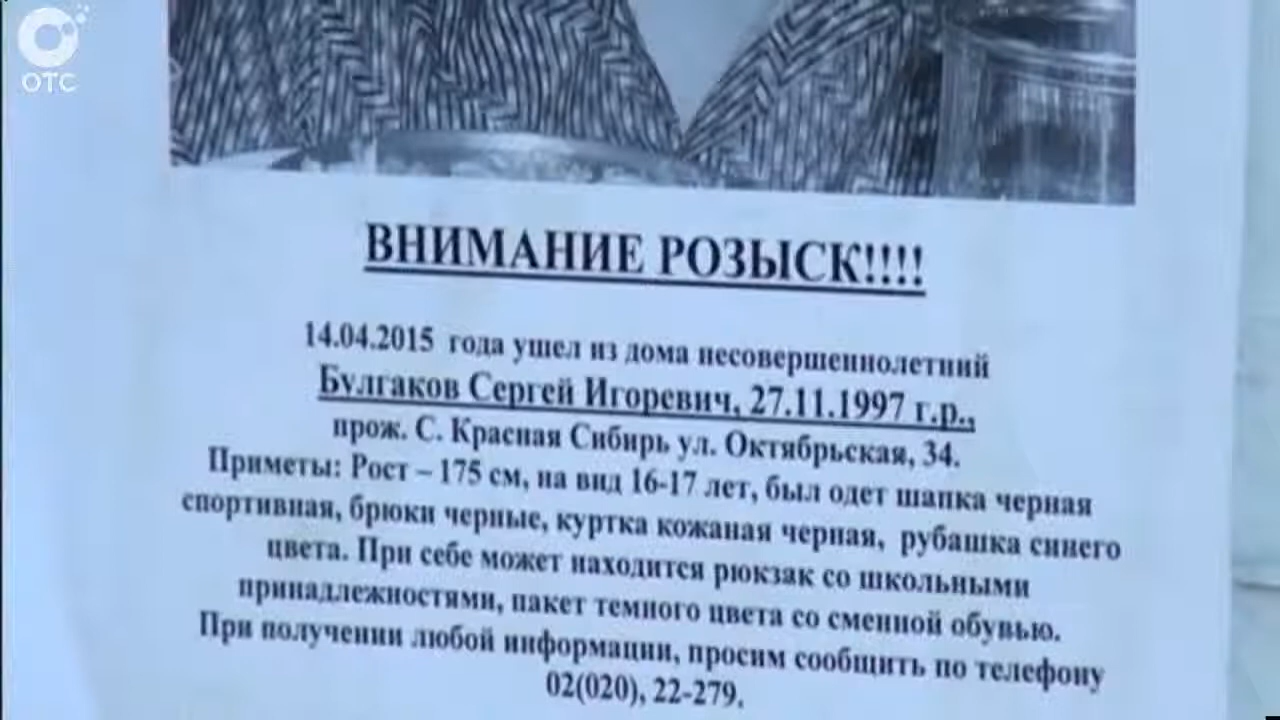 ОТС
ВНИМАНИЕ РОЗЫСК!!!!
14.04.2015 года ушел из дома несовершеннолетний
Булгаков Сергей Игоревич, 27.11.1997 г.р.,
прож. С. Красная Сибирь ул. Октябрьская, 34.
Приметы: Рост – 175 см, на вид 16-17 лет, был одет шапка черная
спортивная, брюки черные, куртка кожаная черная, рубашка синего
цвета. При себе может находится рюкзак со школьными
принадлежностями, пакет темного цвета со сменной обувью.
При получении любой информации, просим сообщить по телефону
02(020), 22-279.